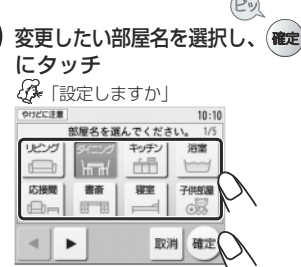 ピッ
変更したい部屋名を選択し、確定
にタッチ
「設定しますか」
やけどに注意 10:10
部屋名を選んでください。 1/5
リビング ダイニング キッチン 浴室
応接間 書斎 寝室 子供部屋
取消 確定